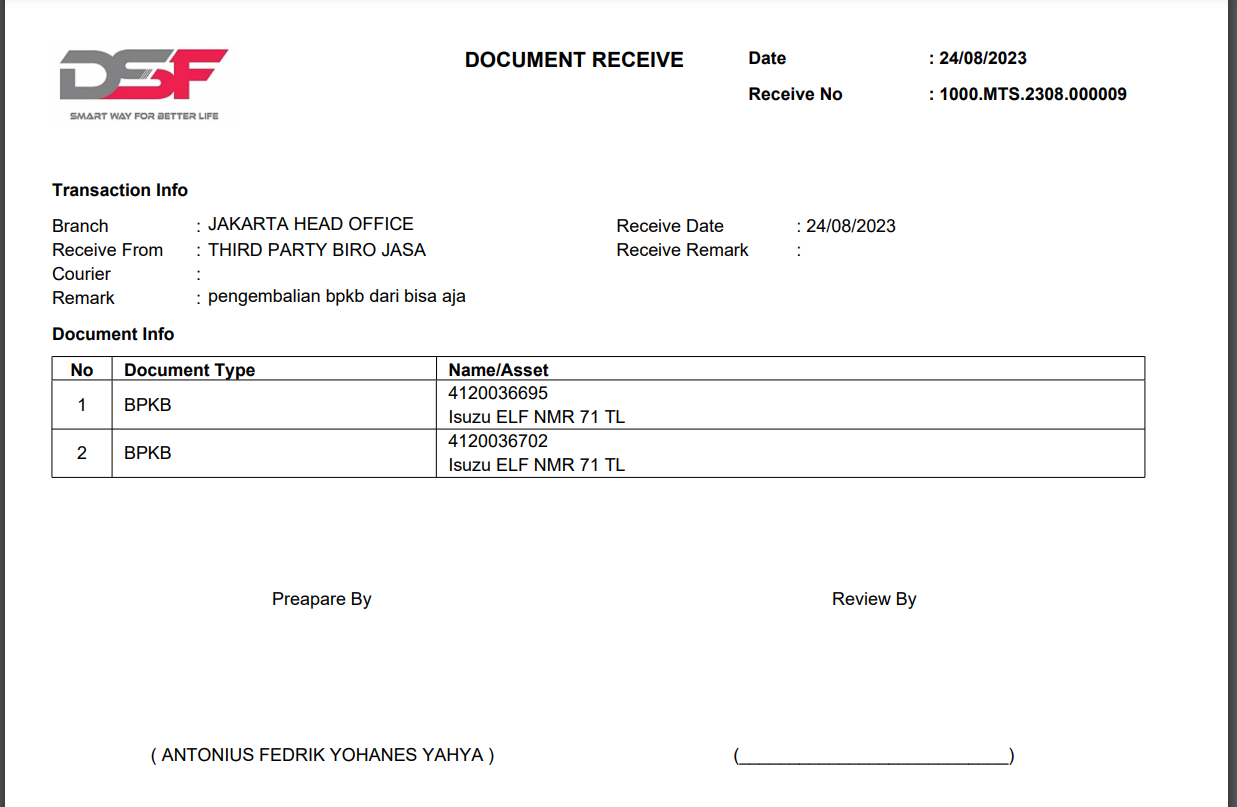 DSF
SMART WAY FOR BETTER LIFE
DOCUMENT RECEIVE
Date : 24/08/2023
Receive No : 1000.MTS.2308.000009
Transaction Info
Branch : JAKARTA HEAD OFFICE
Receive From : THIRD PARTY BIRO JASA
Courier :
Remark : pengembalian bpkb dari bisa aja
Receive Date : 24/08/2023
Receive Remark :
Document Info
No Document Type Name/Asset
1 BPKB 4120036695
Isuzu ELF NMR 71 TL
2 BPKB 4120036702
Isuzu ELF NMR 71 TL
Preapare By Review By
( ANTONIUS FEDRIK YOHANES YAHYA ) (____________________________)